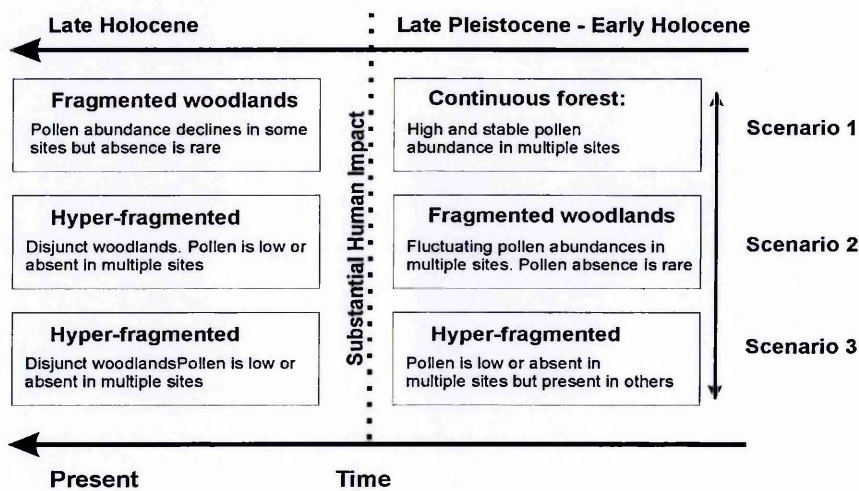 Late Holocene
Late Pleistocene - Early Holocene
Fragmented woodlands
Pollen abundance declines in some
sites but absence is rare
Continuous forest:
High and stable pollen
abundance in multiple sites
Scenario 1
Hyper-fragmented
Disjunct woodlands. Pollen is low or
absent in multiple sites
Fragmented woodlands
Fluctuating pollen abundances in
multiple sites. Pollen absence is rare
Scenario 2
Hyper-fragmented
Disjunct woodlandsPollen is low or
absent in multiple sites
Hyper-fragmented
Pollen is low or absent in
multiple sites but present in others
Scenario 3
Substantial Human Impact
Present
Time